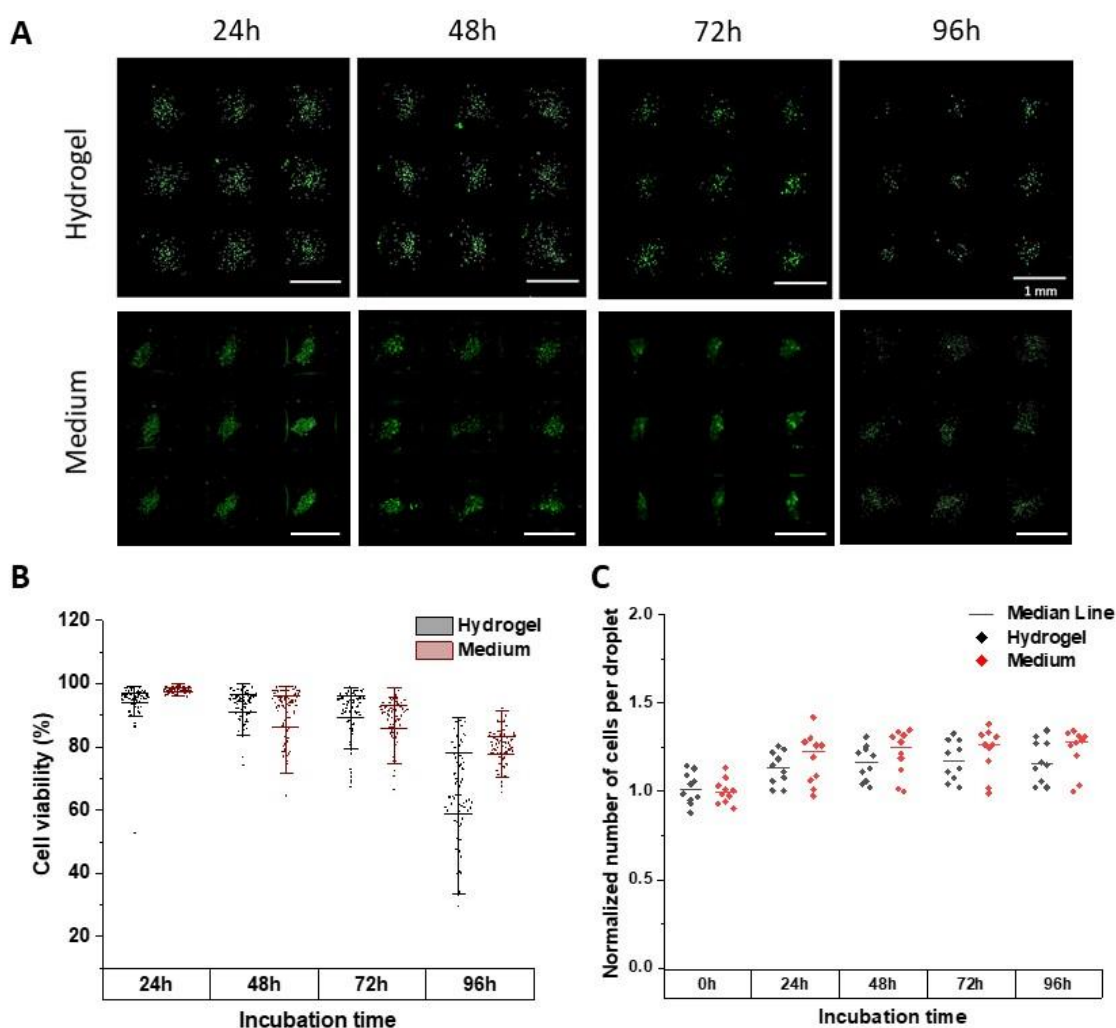 A
24h 48h 72h 96h
Hydrogel
1 mm
Medium
B
Cell viability (%)
120
100
80
60
40
20
Hydrogel
Medium
24h 48h 72h 96h
Incubation time
C
Normalized number of cells per droplet
2.0
1.5
1.0
0.5
0.0
Median Line
Hydrogel
Medium
0h 24h 48h 72h 96h
Incubation time